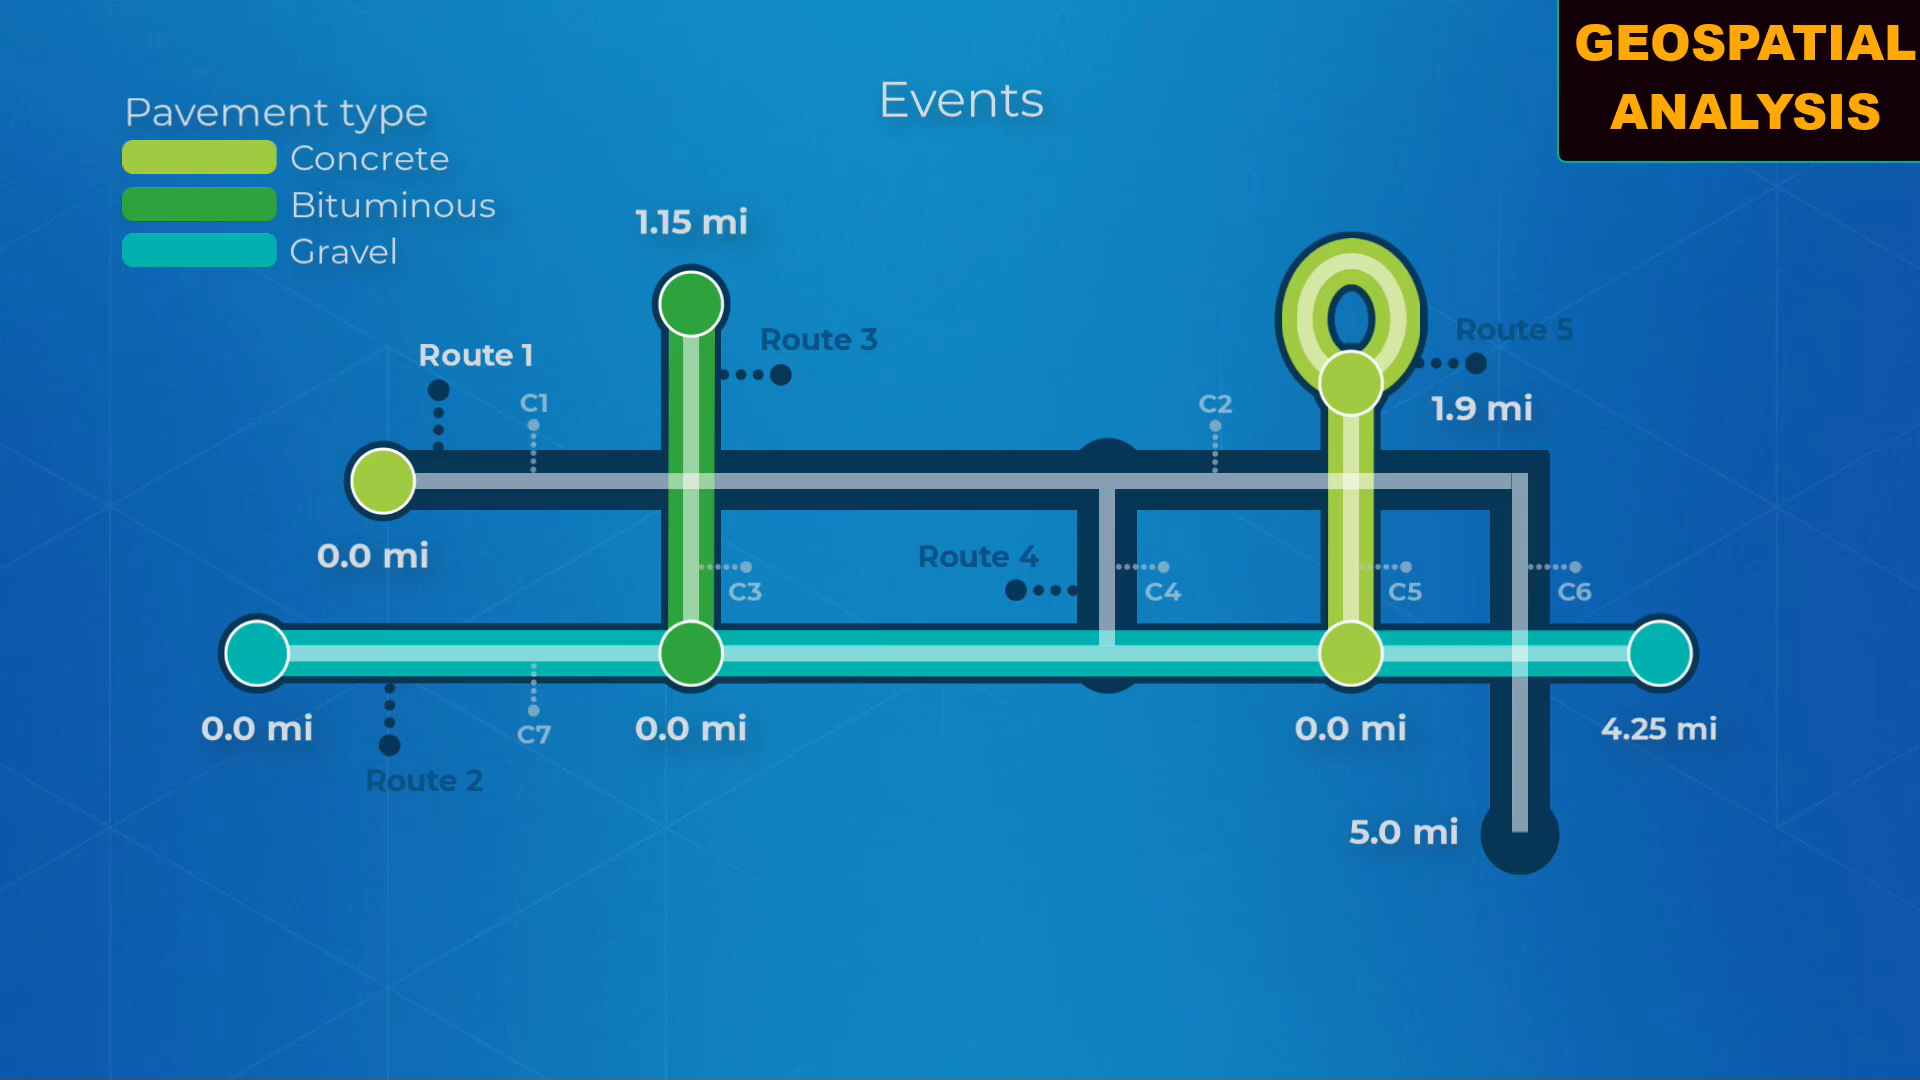 GEOSPATIAL
ANALYSIS
Events
Pavement type
Concrete
Bituminous
Gravel
1.15 mi
Route 3
Route 1
C1
Route 5
C2
1.9 mi
0.0 mi
Route 4
C3
C4
C5
C6
0.0 mi
C7
0.0 mi
0.0 mi
4.25 mi
Route 2
5.0 mi